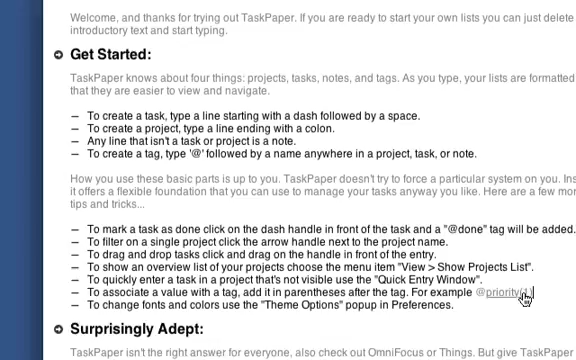 Welcome, and thanks for trying out TaskPaper. If you are ready to start your own lists you can just delete
introductory text and start typing.
Get Started:
TaskPaper knows about four things: projects, tasks, notes, and tags. As you type, your lists are formatted
that they are easier to view and navigate.
– To create a task, type a line starting with a dash followed by a space.
– To create a project, type a line ending with a colon.
– Any line that isn't a task or project is a note.
– To create a tag, type '@' followed by a name anywhere in a project, task, or note.
How you use these basic parts is up to you. TaskPaper doesn't try to force a particular system on you. Ins
it offers a flexible foundation that you can use to manage your tasks anyway you like. Here are a few mor
tips and tricks...
– To mark a task as done click on the dash handle in front of the task and a "@done" tag will be added.
– To filter on a single project click the arrow handle next to the project name.
– To drag and drop tasks click and drag on the handle in front of the entry.
– To show an overview list of your projects choose the menu item "View > Show Projects List".
– To quickly enter a task in a project that's not visible use the "Quick Entry Window".
– To associate a value with a tag, add it in parentheses after the tag. For example @priority(1)
– To change fonts and colors use the "Theme Options" popup in Preferences.
Surprisingly Adept:
TaskPaper isn't the right answer for everyone, also check out OmniFocus or Things. But give TaskPaper